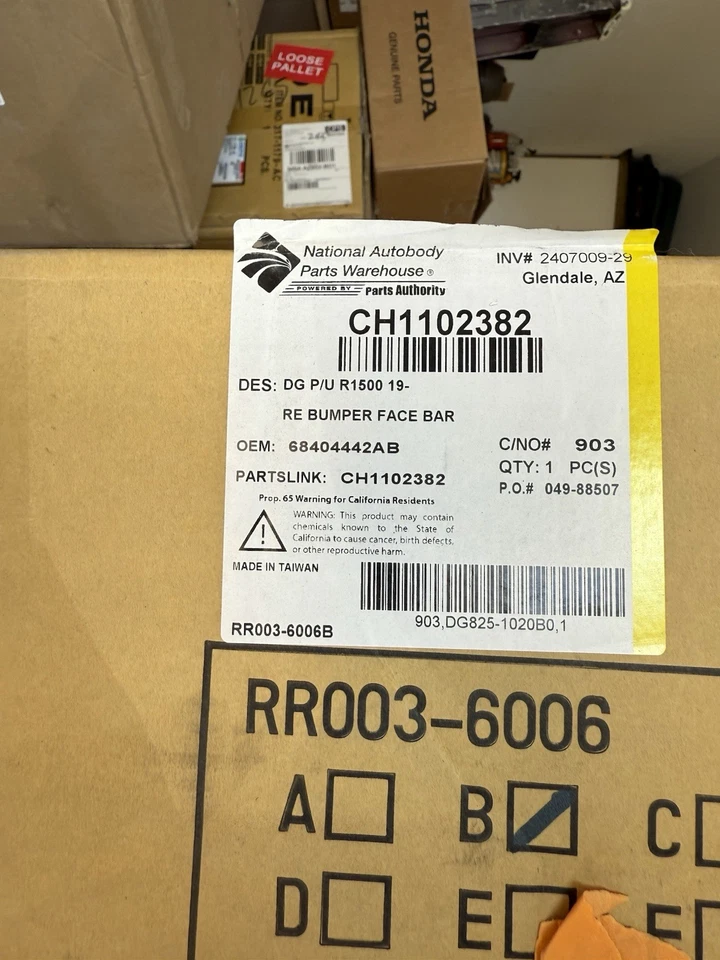 HONDA
GENUINE PARTS
LOOSE
PALLET
National Autobody
Parts Warehouse®
POWERED BY Parts Authority
INV# 2407009-29
Glendale, AZ
CH1102382
DES: DG P/U R1500 19-
RE BUMPER FACE BAR
OEM: 68404442AB
C/NO# 903
PARTSLINK: CH1102382
QTY: 1 PC(S)
P.O.# 049-88507
Prop. 65 Warning for California Residents
WARNING: This product may contain
chemicals known to the State of
California to cause cancer, birth defects,
or other reproductive harm.
MADE IN TAIWAN
903,DG825-1020B0,1
RR003-6006B
RR003-6006
A B C
D E F